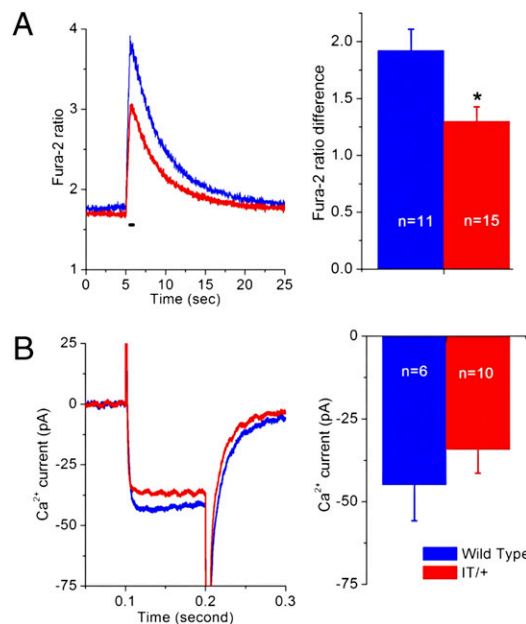 A
Fura-2 ratio
4
3
2
1
0 5 10 15 20 25
Time (sec)
Fura-2 ratio difference
2.0
1.5
1.0
0.5
0.0
*
n=11
n=15
B
Ca²⁺ current (pA)
25
0
-25
-50
-75
0.1 0.2 0.3
Time (second)
Ca²⁺ current (pA)
0
-25
-50
-75
n=6
n=10
Wild Type
IT/+